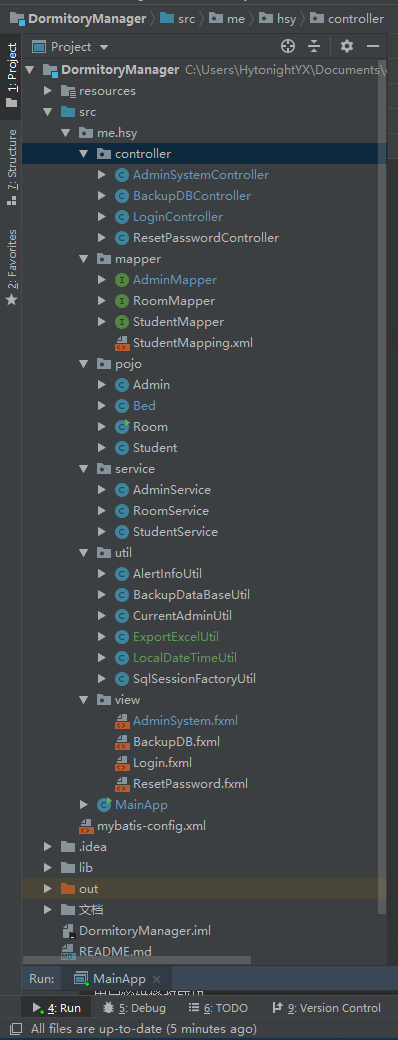 DormitoryManager src me hsy controller
Project
DormitoryManager C:\Users\HytonightYX\Documents\
resources
src
me.hsy
controller
AdminSystemController
BackupDBController
LoginController
ResetPasswordController
mapper
AdminMapper
RoomMapper
StudentMapper
StudentMapping.xml
pojo
Admin
Bed
Room
Student
service
AdminService
RoomService
StudentService
util
AlertInfoUtil
BackupDataBaseUtil
CurrentAdminUtil
ExportExcelUtil
LocalDateTimeUtil
SqlSessionFactoryUtil
view
AdminSystem.fxml
BackupDB.fxml
Login.fxml
ResetPassword.fxml
MainApp
mybatis-config.xml
.idea
lib
out
文档
DormitoryManager.iml
README.md
1: Project
7: Structure
2: Favorites
Run: MainApp
4: Run 5: Debug 6: TODO 9: Version Control
All files are up-to-date (5 minutes ago)